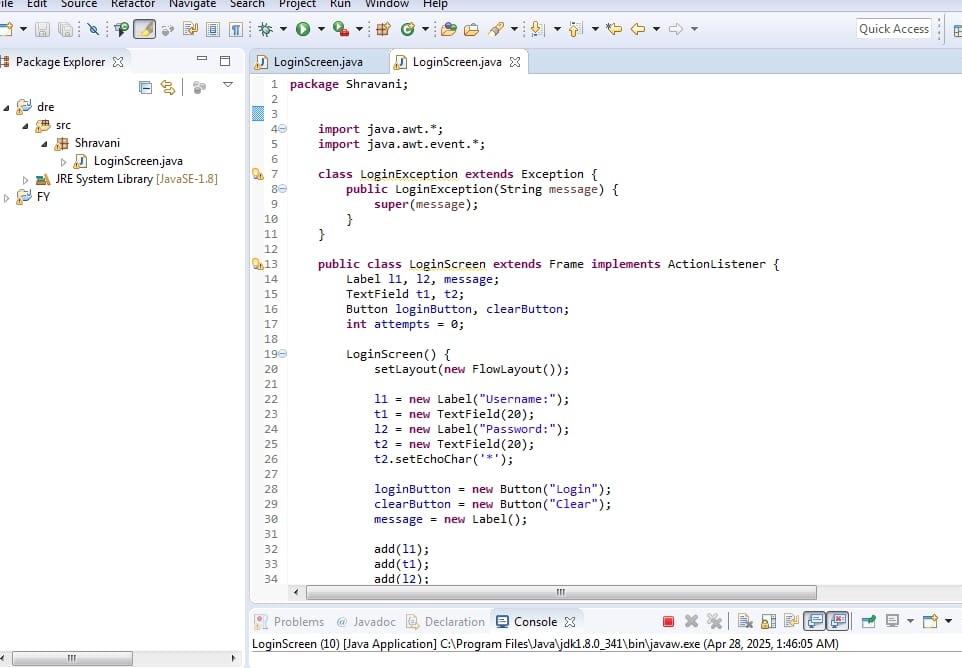 ile Edit Source Refactor Navigate Search Project Run Window Help
Quick Access
Package Explorer
dre
src
Shravani
LoginScreen.java
JRE System Library [JavaSE-1.8]
FY
LoginScreen.java LoginScreen.java
1 package Shravani;
2
3
4 import java.awt.*;
5 import java.awt.event.*;
6
7 class LoginException extends Exception {
8 public LoginException(String message) {
9 super(message);
10 }
11 }
12
13 public class LoginScreen extends Frame implements ActionListener {
14 Label l1, l2, message;
15 TextField t1, t2;
16 Button loginButton, clearButton;
17 int attempts = 0;
18
19 LoginScreen() {
20 setLayout(new FlowLayout());
21
22 l1 = new Label("Username:");
23 t1 = new TextField(20);
24 l2 = new Label("Password:");
25 t2 = new TextField(20);
26 t2.setEchoChar('*');
27
28 loginButton = new Button("Login");
29 clearButton = new Button("Clear");
30 message = new Label();
31
32 add(l1);
33 add(t1);
34 add(l2);
Problems @ Javadoc Declaration Console
LoginScreen (10) [Java Application] C:\Program Files\Java\jdk1.8.0_341\bin\javaw.exe (Apr 28, 2025, 1:46:05 AM)